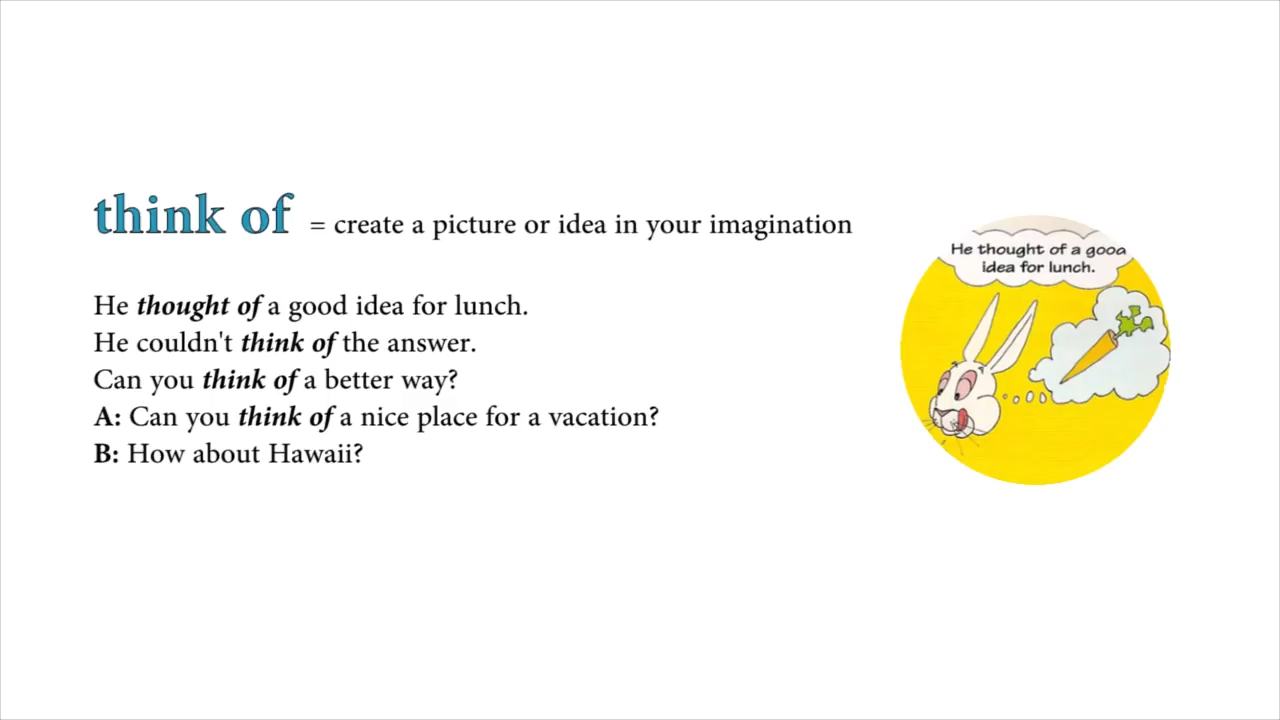 think of = create a picture or idea in your imagination
He thought of a good idea for lunch.
He couldn't think of the answer.
Can you think of a better way?
A: Can you think of a nice place for a vacation?
B: How about Hawaii?
He thought of a good
idea for lunch.